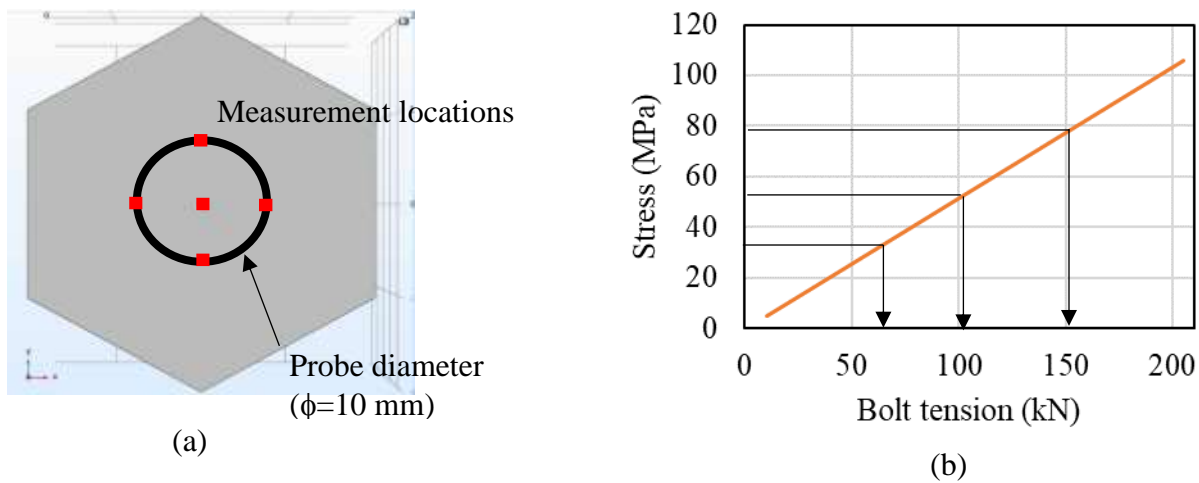 Measurement locations
Probe diameter
(ϕ=10 mm)
(a)
120
100
80
60
40
20
0
0 50 100 150 200
Stress (MPa)
Bolt tension (kN)
(b)